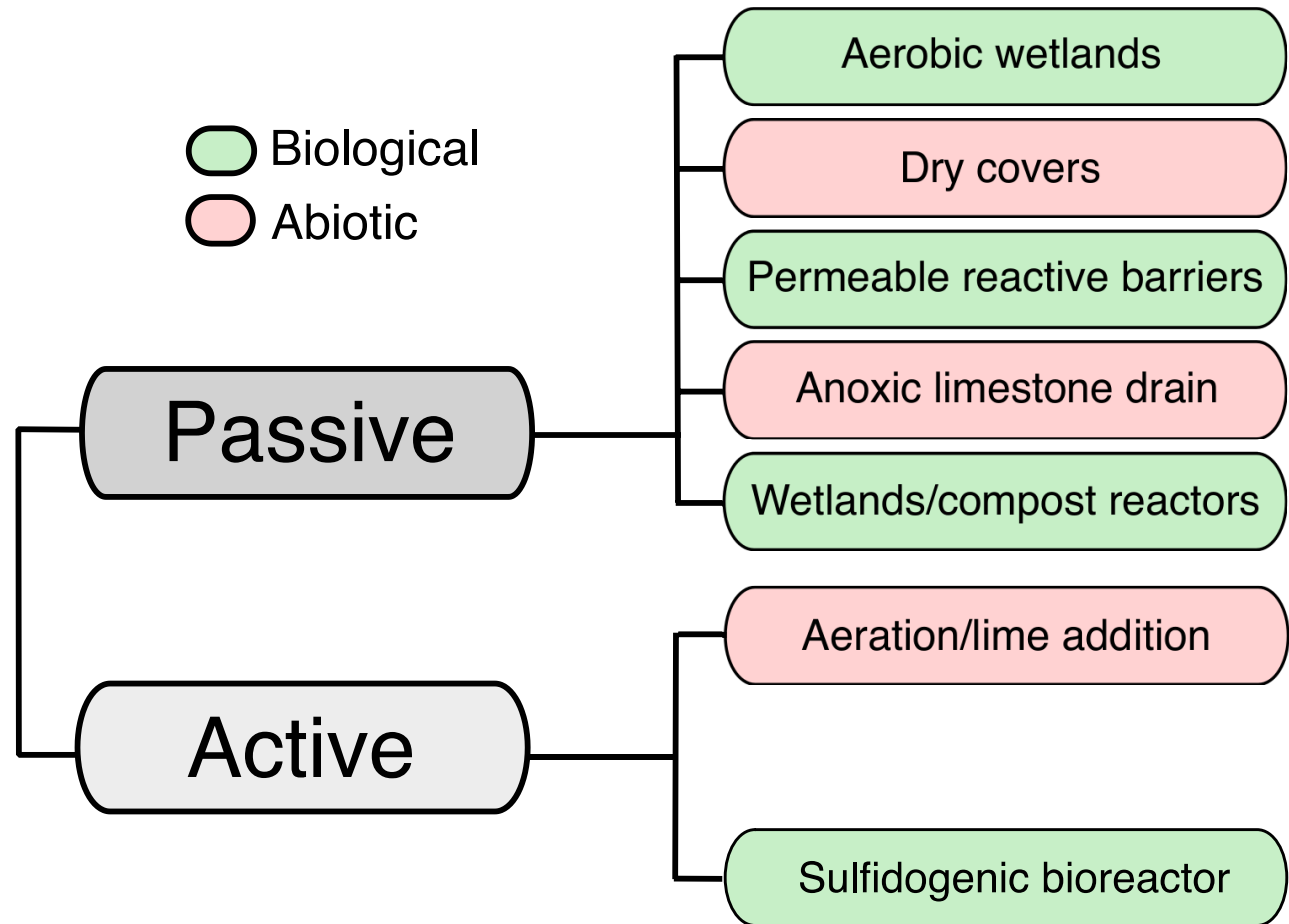 Biological
Abiotic
Passive
Active
Aerobic wetlands
Dry covers
Permeable reactive barriers
Anoxic limestone drain
Wetlands/compost reactors
Aeration/lime addition
Sulfidogenic bioreactor